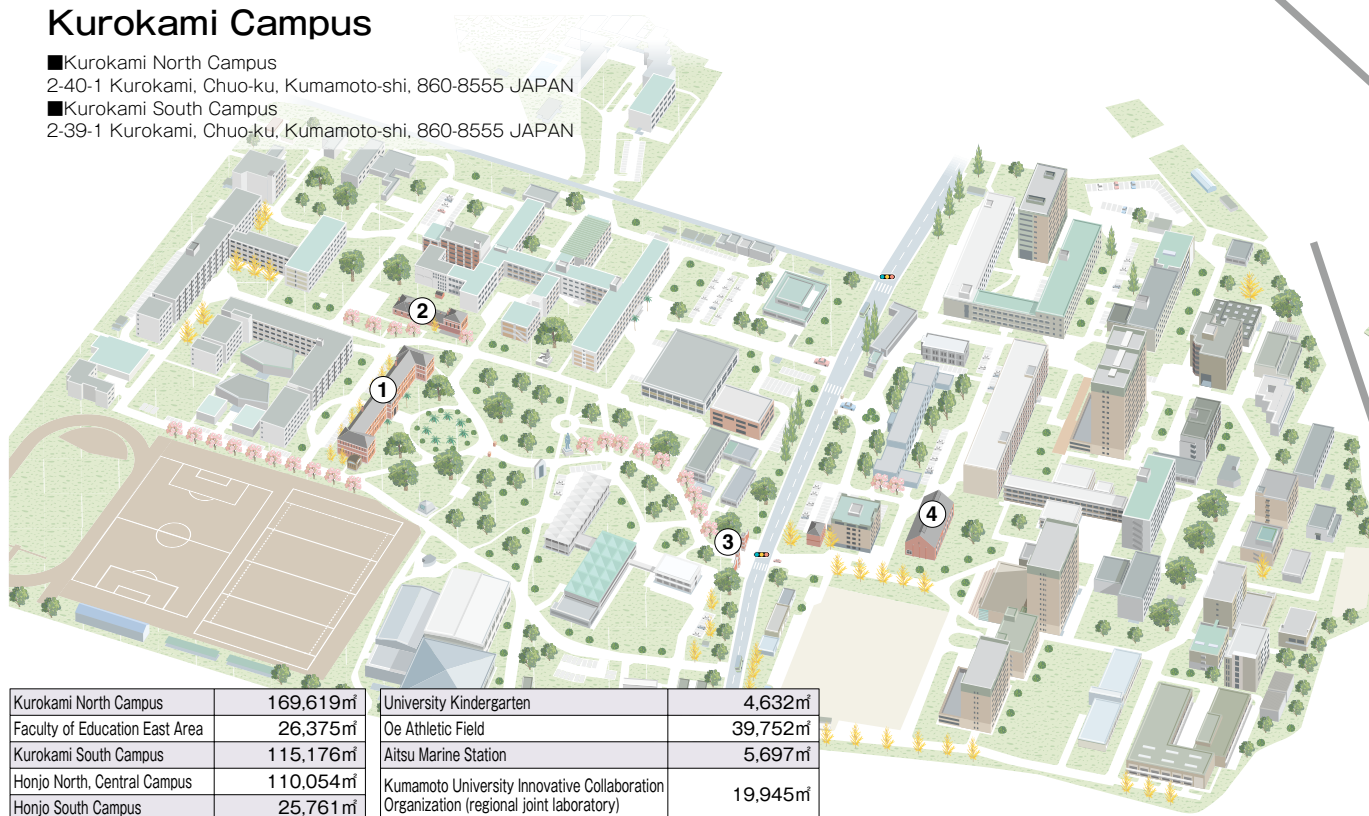 Kurokami Campus
■Kurokami North Campus
2-40-1 Kurokami, Chuo-ku, Kumamoto-shi, 860-8555 JAPAN
■Kurokami South Campus
2-39-1 Kurokami, Chuo-ku, Kumamoto-shi, 860-8555 JAPAN
②
①
④
③
Kurokami North Campus 169,619㎡
Faculty of Education East Area 26,375㎡
Kurokami South Campus 115,176㎡
Honjo North, Central Campus 110,054㎡
Honjo South Campus 25,761㎡
University Kindergarten 4,632㎡
Oe Athletic Field 39,752㎡
Aitsu Marine Station 5,697㎡
Kumamoto University Innovative Collaboration
Organization (regional joint laboratory) 19,945㎡